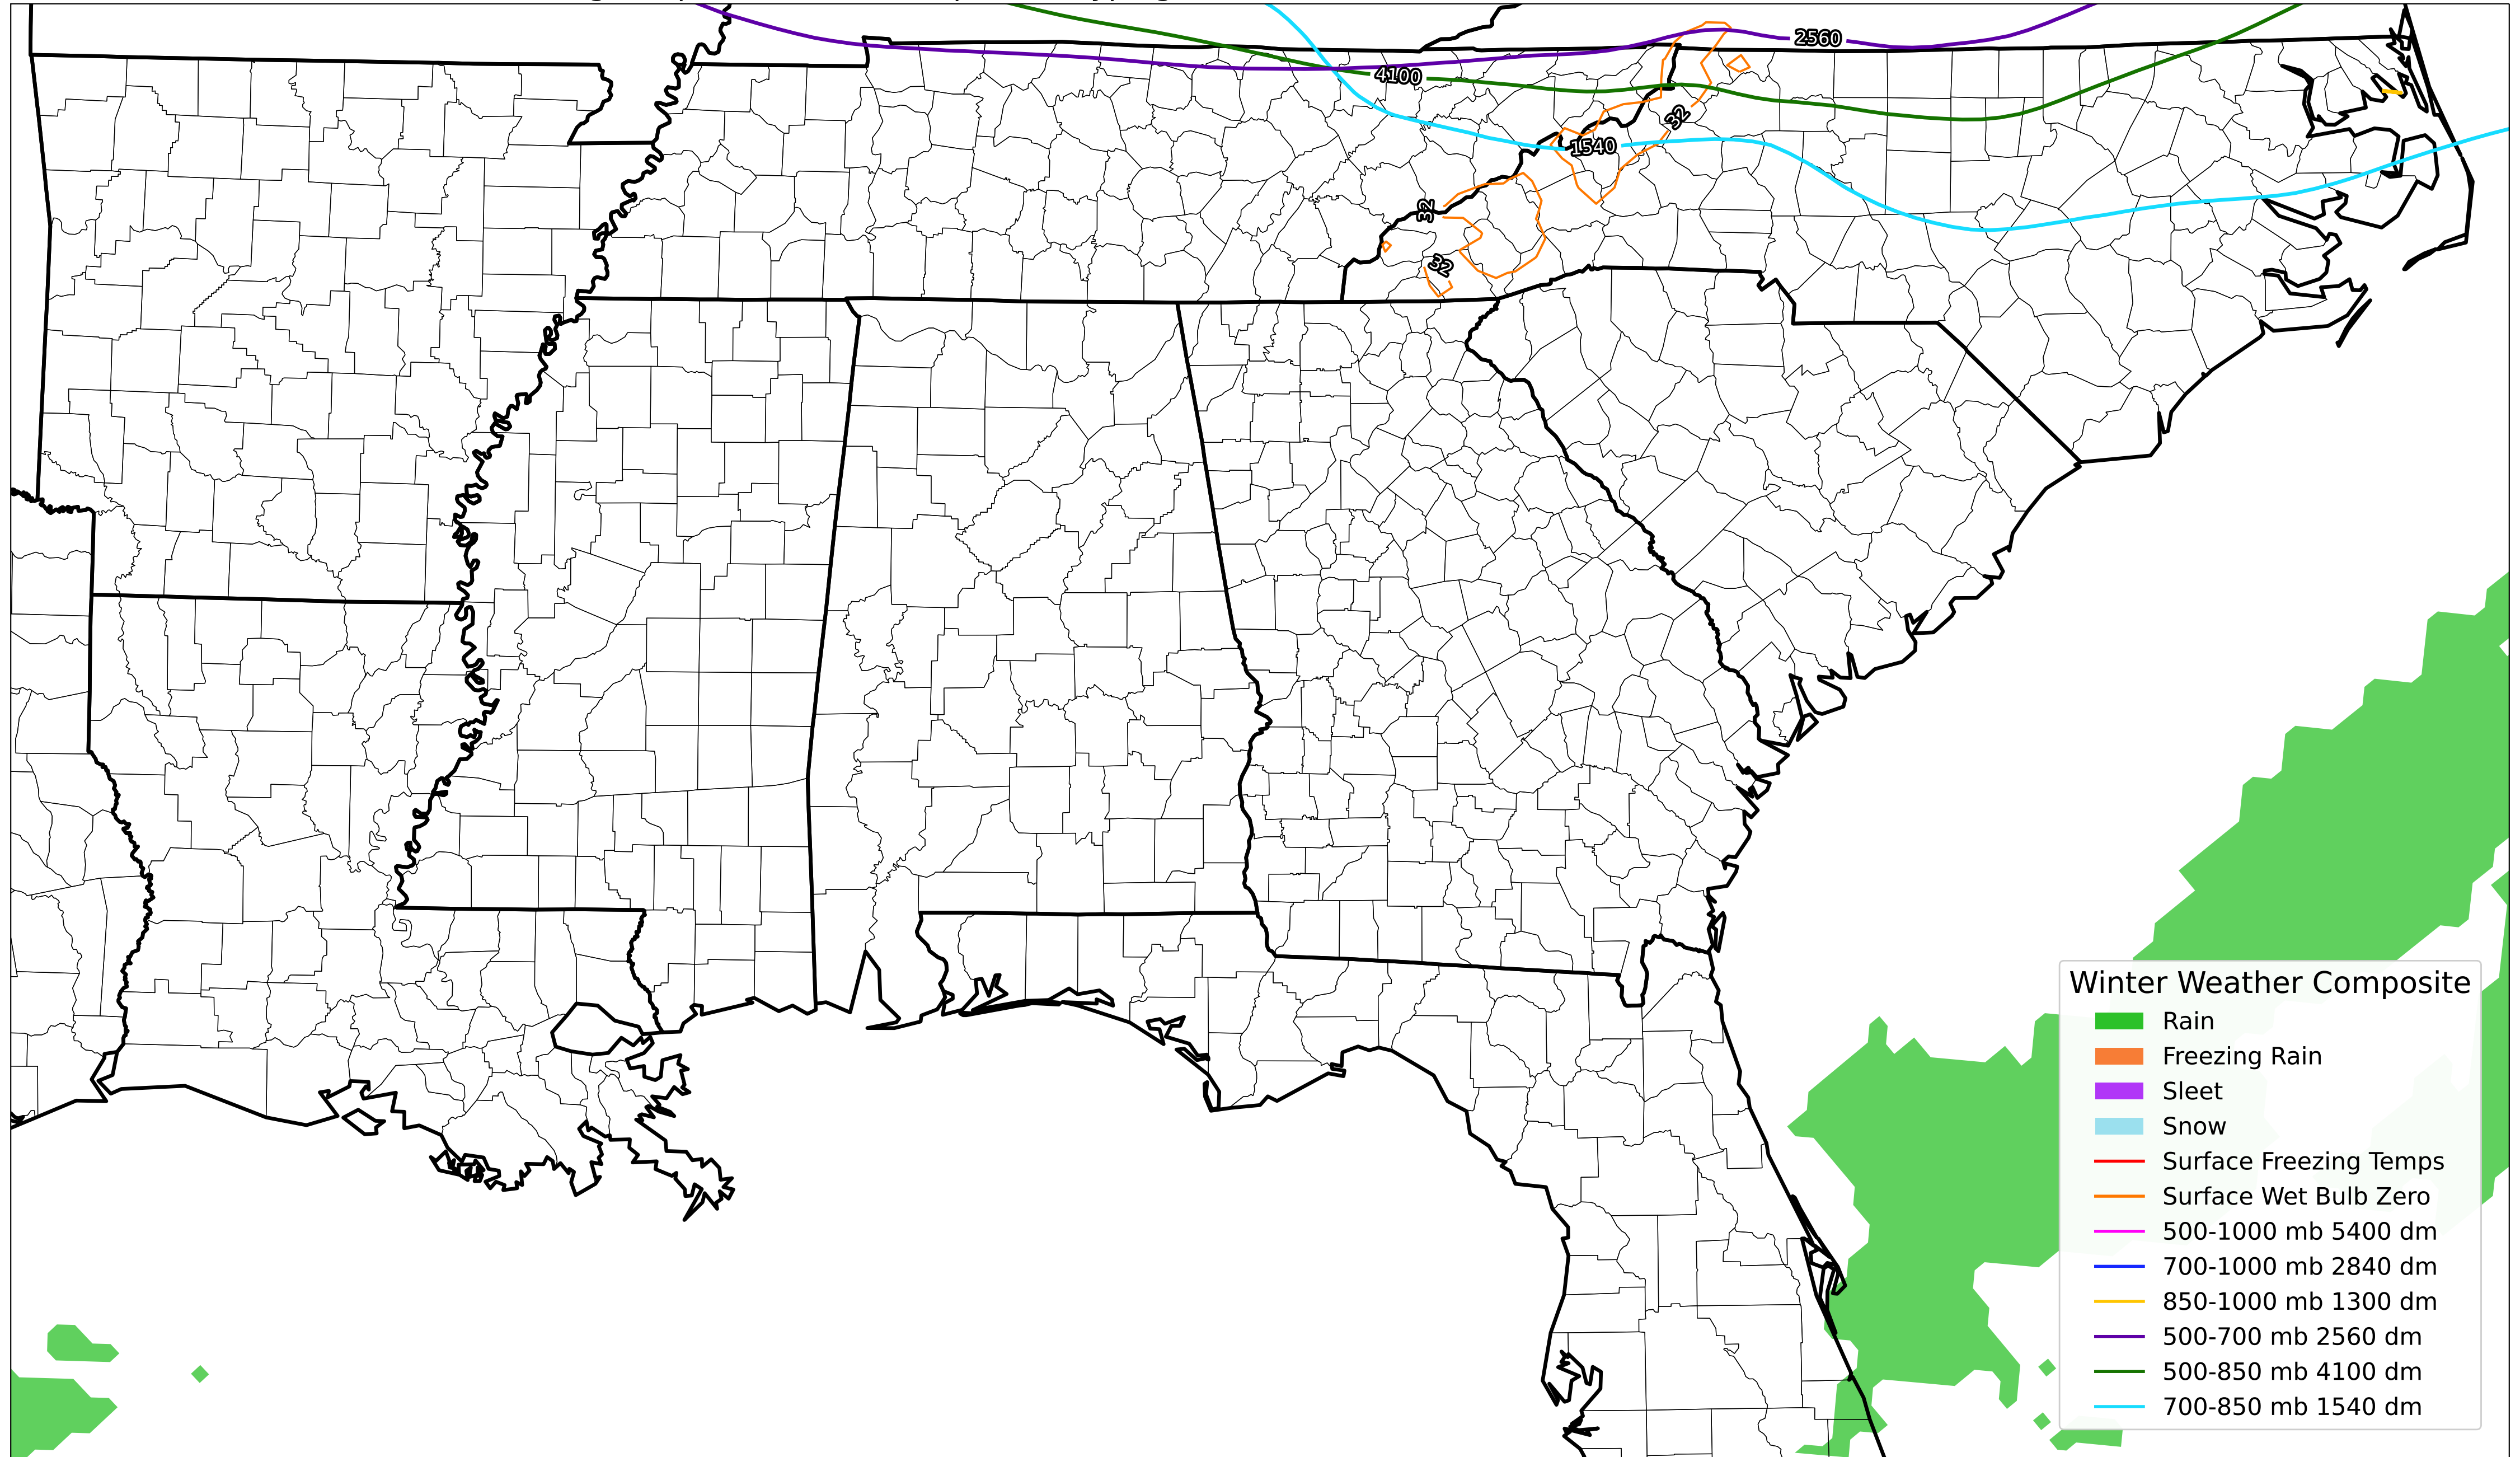 2560
4100
32
1540
32
32
Winter Weather Composite
Rain
Freezing Rain
Sleet
Snow
Surface Freezing Temps
Surface Wet Bulb Zero
500-1000 mb 5400 dm
700-1000 mb 2840 dm
850-1000 mb 1300 dm
500-700 mb 2560 dm
500-850 mb 4100 dm
700-850 mb 1540 dm